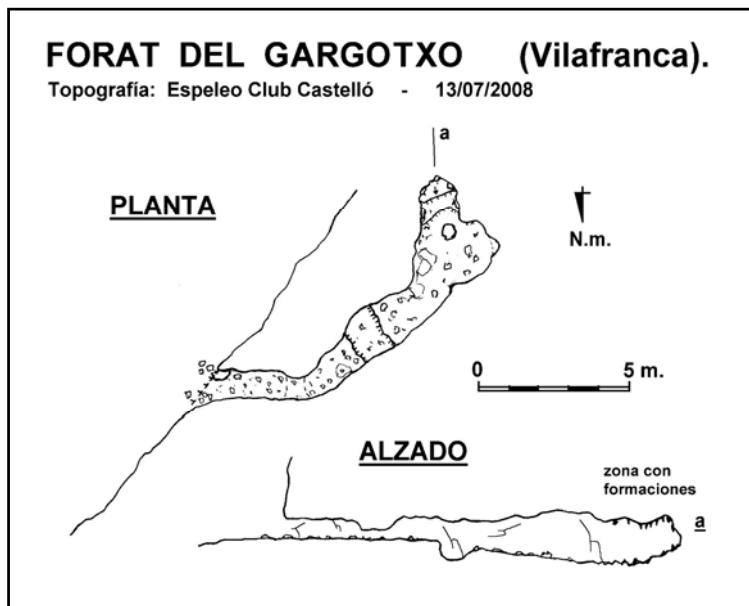 FORAT DEL GARGOTXO (Vilafranca).
Topografía: Espeleo Club Castelló - 13/07/2008
a
PLANTA
N.m.
0 5 m.
ALZADO
zona con
formaciones
a